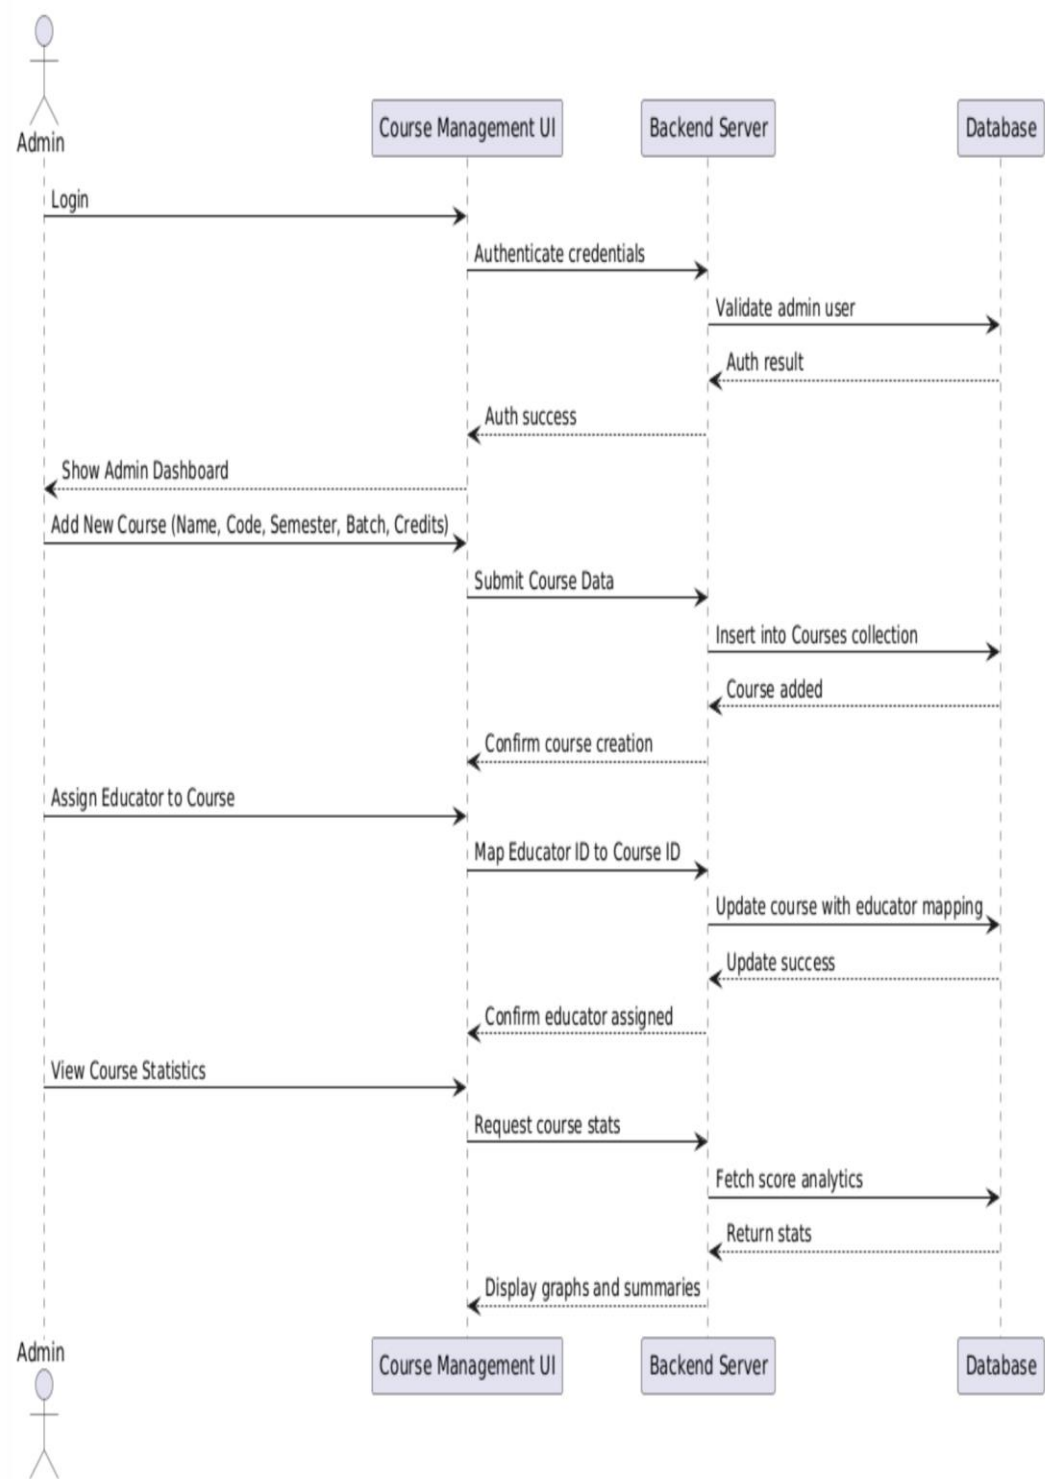 Admin
Course Management UI
Backend Server
Database
Login
Authenticate credentials
Validate admin user
Auth result
Auth success
Show Admin Dashboard
Add New Course (Name, Code, Semester, Batch, Credits)
Submit Course Data
Insert into Courses collection
Course added
Confirm course creation
Assign Educator to Course
Map Educator ID to Course ID
Update course with educator mapping
Update success
Confirm educator assigned
View Course Statistics
Request course stats
Fetch score analytics
Return stats
Display graphs and summaries
Admin
Course Management UI
Backend Server
Database